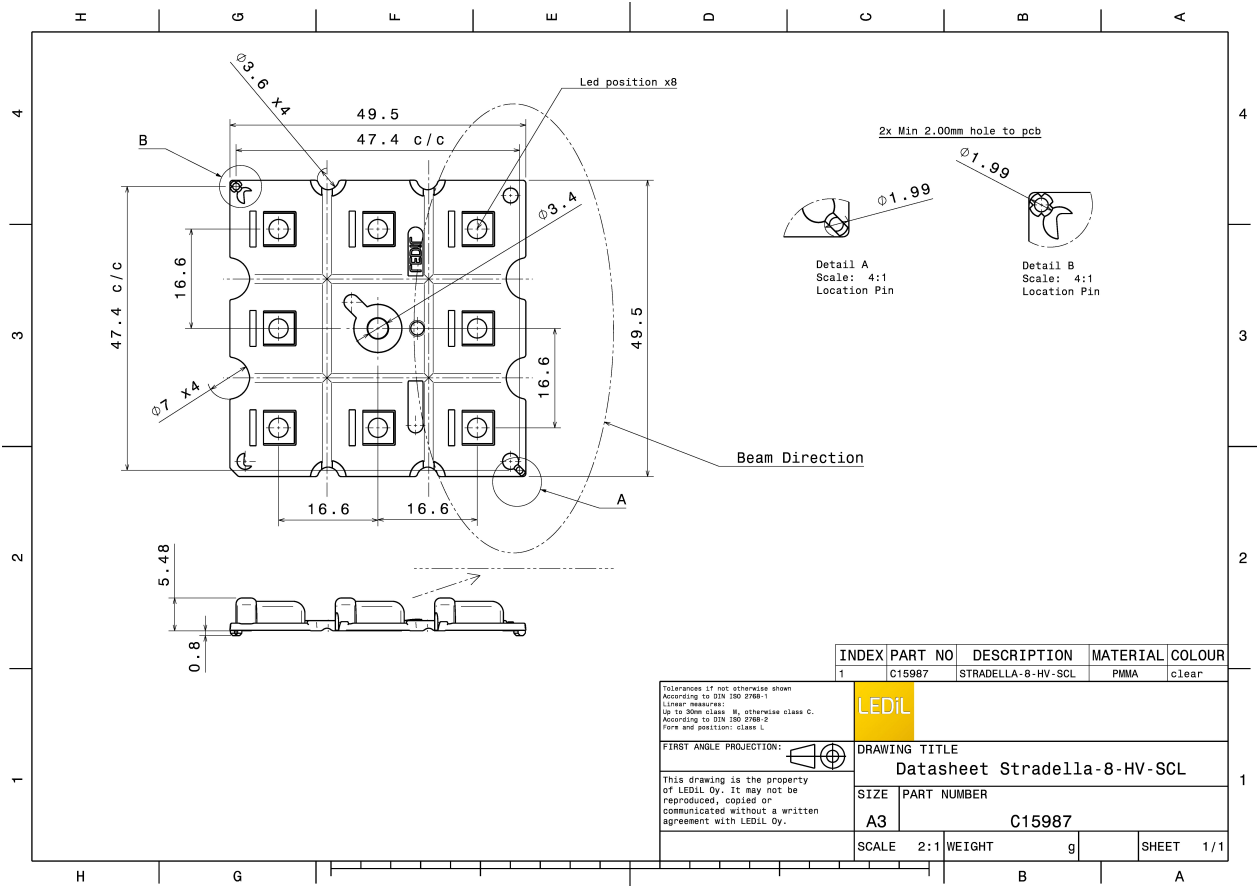 H G F E D C B A
4
Ø3.6 x4
Led position x8
49.5
47.4 c/c
B
2x Min 2.00mm hole to pcb
Ø1.99
Ø1.99
Ø3.4
LEDiL
16.6
47.4 c/c
Detail A
Scale: 4:1
Location Pin
Detail B
Scale: 4:1
Location Pin
3
49.5
16.6
Ø7 x4
Beam Direction
A
16.6
16.6
2
5.48
0.8
INDEX PART NO DESCRIPTION MATERIAL COLOUR
1 C15987 STRADELLA-8-HV-SCL PMMA clear
Tolerances if not otherwise shown
According to DIN ISO 2768-1
Linear measures:
Up to 30mm class M, otherwise class C.
According to DIN ISO 2768-2
Form and position: class L
LEDiL
FIRST ANGLE PROJECTION:
DRAWING TITLE
Datasheet Stradella-8-HV-SCL
This drawing is the property
of LEDiL Oy. It may not be
reproduced, copied or
communicated without a written
agreement with LEDiL Oy.
SIZE PART NUMBER
A3 C15987
SCALE 2:1 WEIGHT g SHEET 1/1
1
H G B A
4
3
2
1